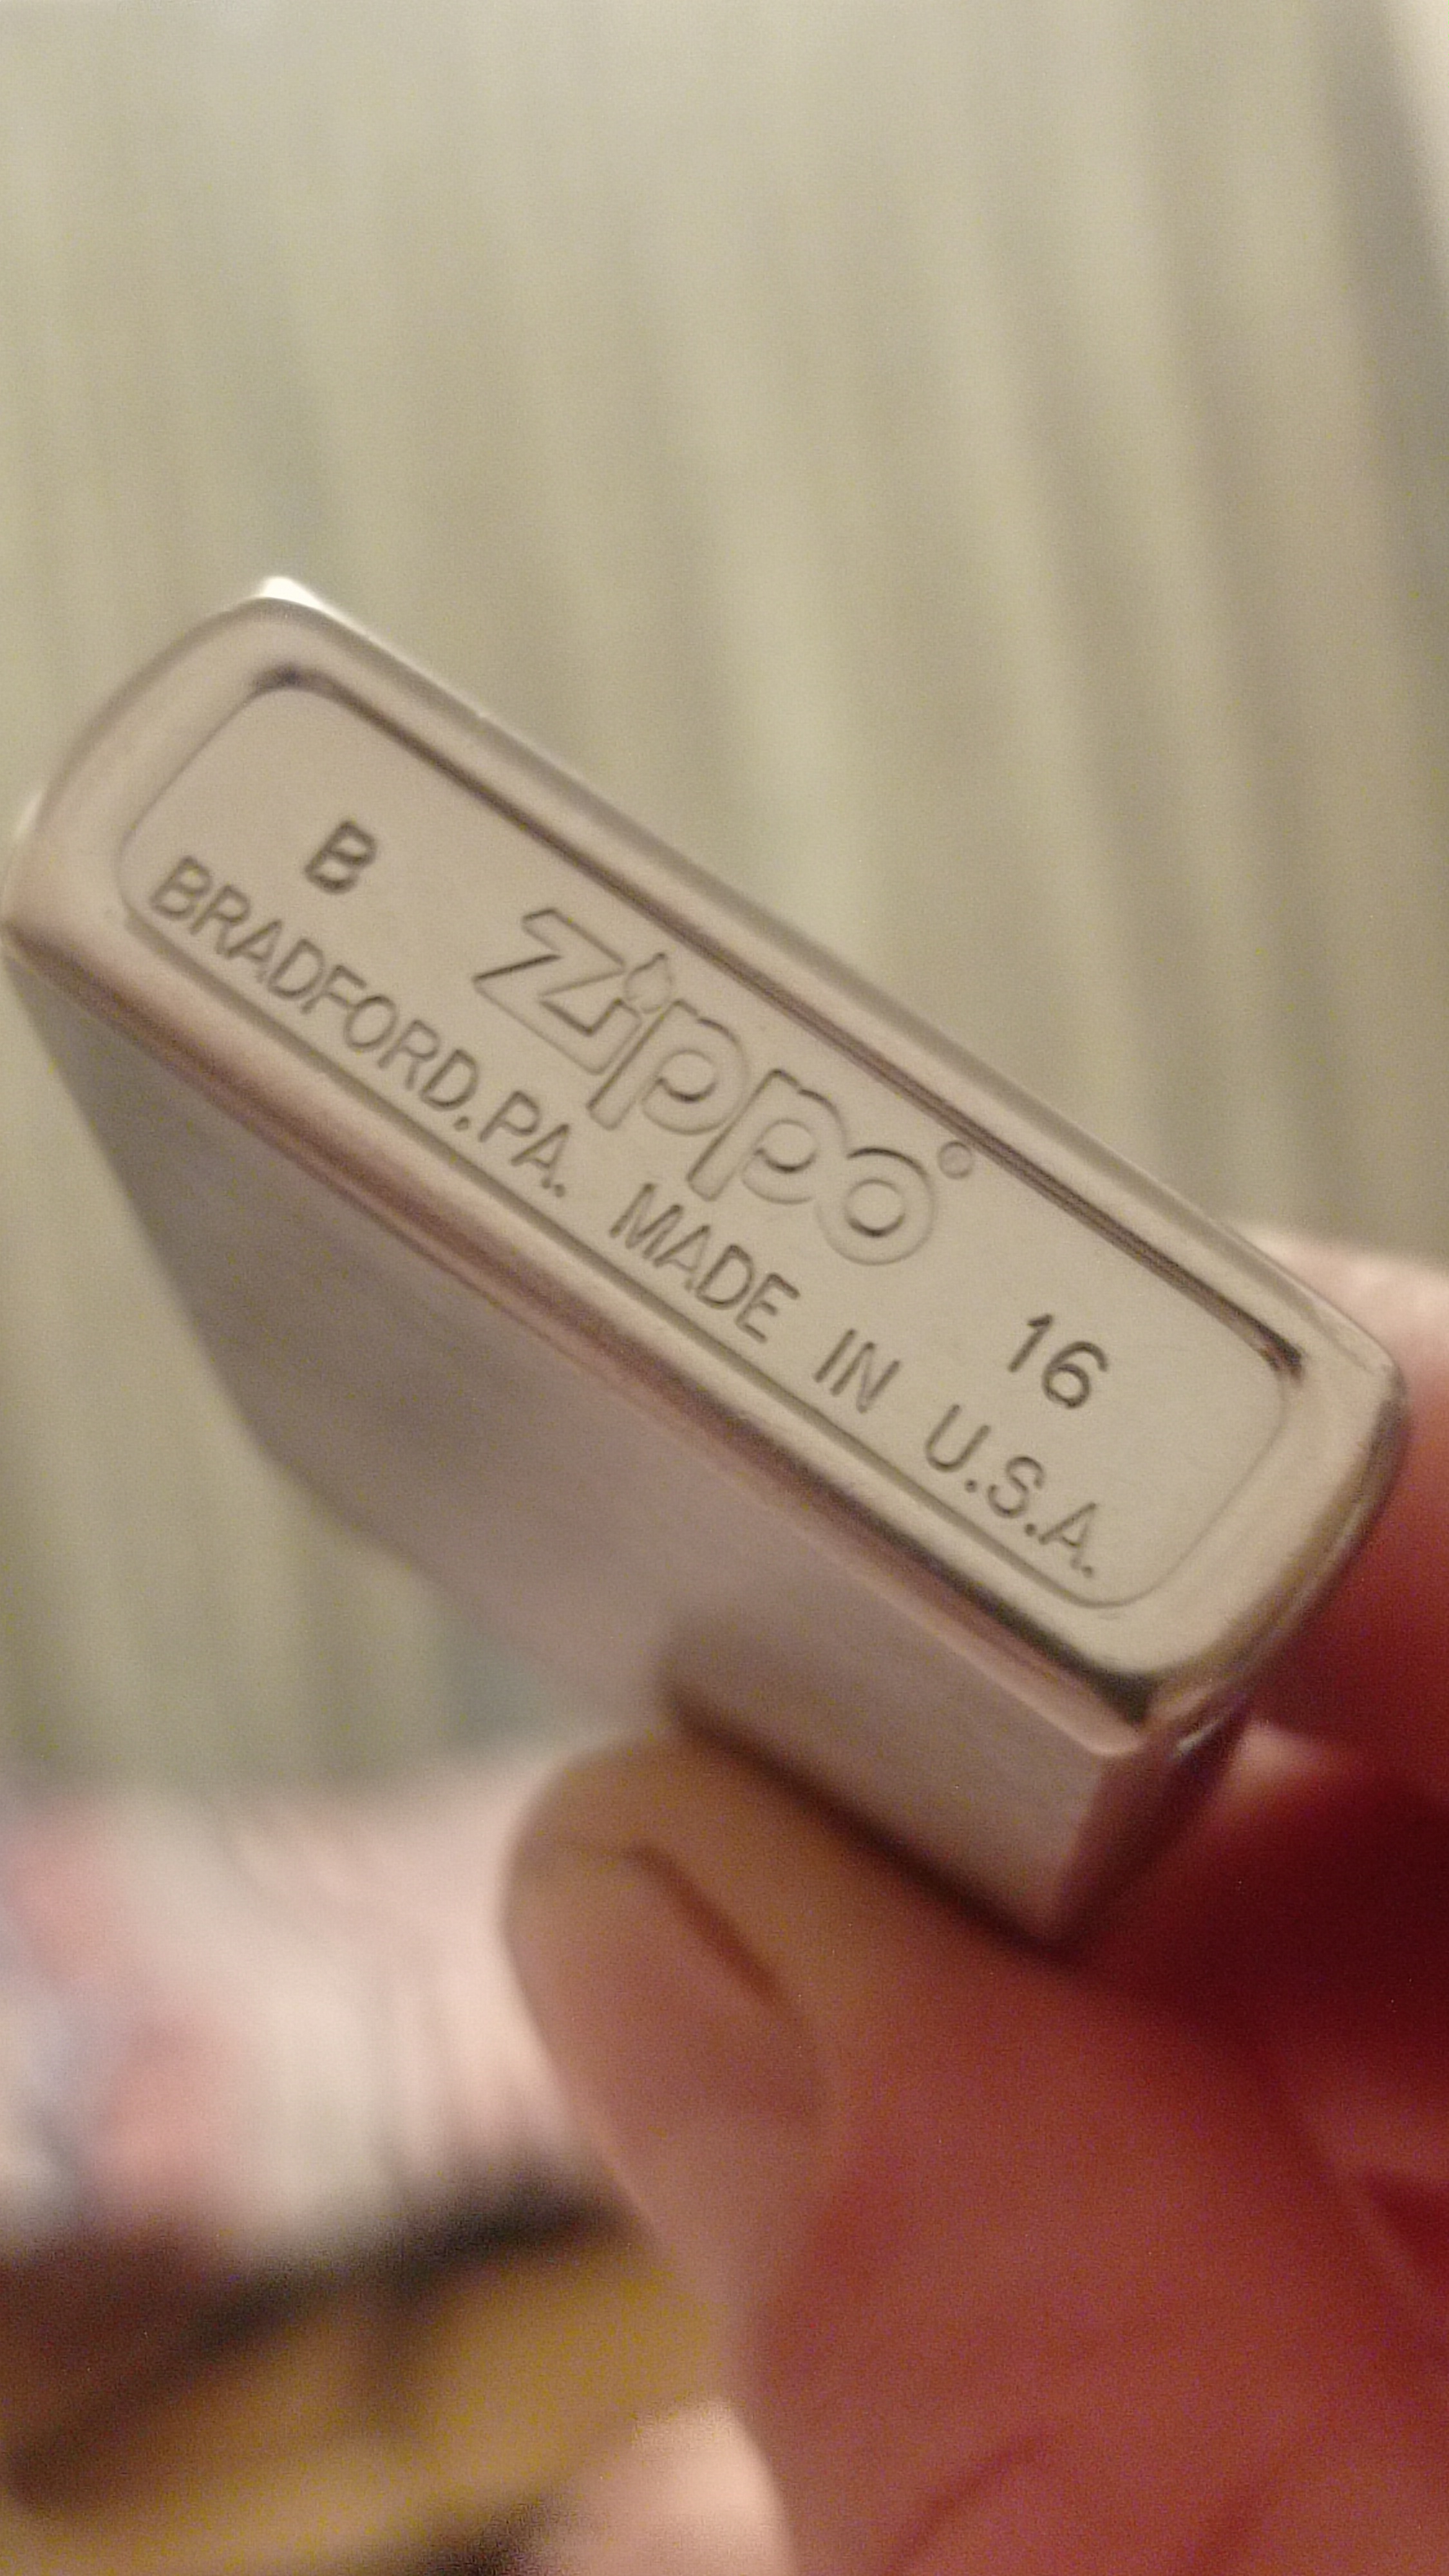 B Zippo 16
BRADFORD,PA. MADE IN U.S.A.